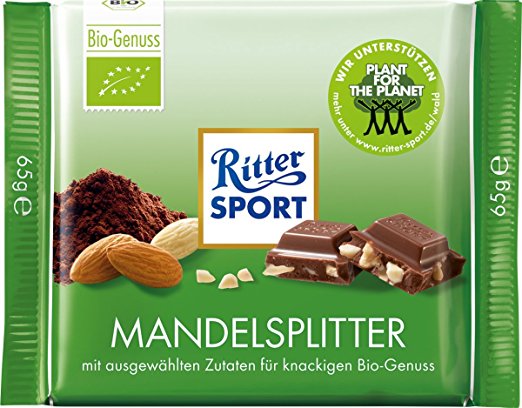 BIO
Bio-Genuss
WIR UNTERSTÜTZEN
PLANT
FOR
THE PLANET
mehr unter www.ritter-sport.de/wald
65g e
65g e
Ritter
SPORT
MANDELSPLITTER
mit ausgewählten Zutaten für knackigen Bio-Genuss